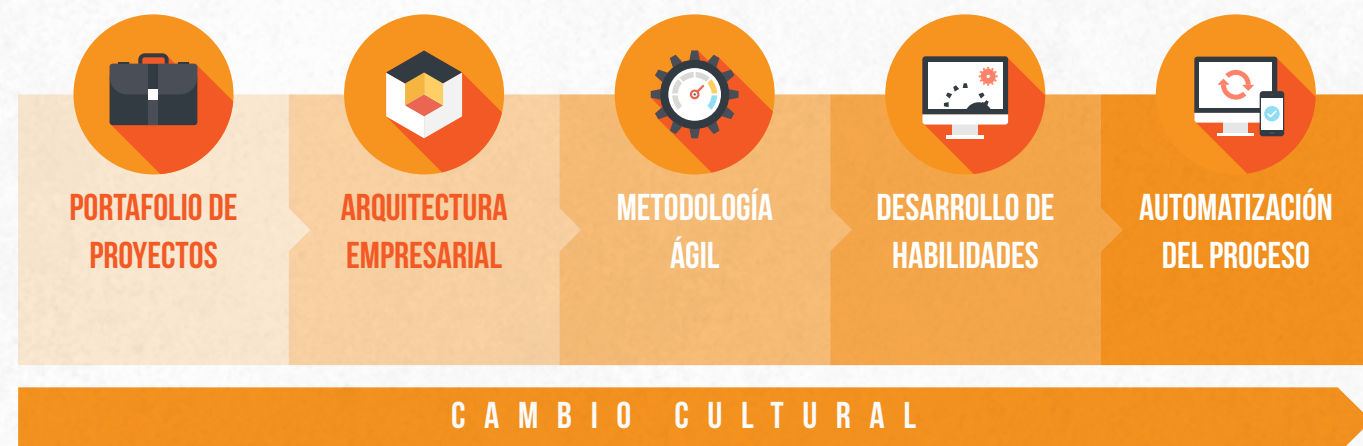 PORTAFOLIO DE
PROYECTOS
ARQUITECTURA
EMPRESARIAL
METODOLOGÍA
ÁGIL
DESARROLLO DE
HABILIDADES
AUTOMATIZACIÓN
DEL PROCESO
CAMBIO CULTURAL